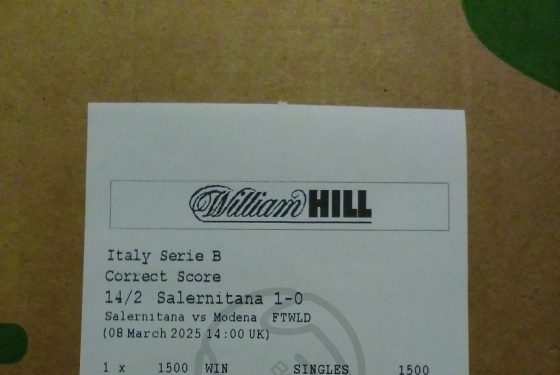 William HILL
Italy Serie B
Correct Score
14/2 Salernitana 1-0
Salernitana vs Modena FTWLD
(08 March 2025 14:00 UK)
1 x 1500 WIN SINGLES 1500